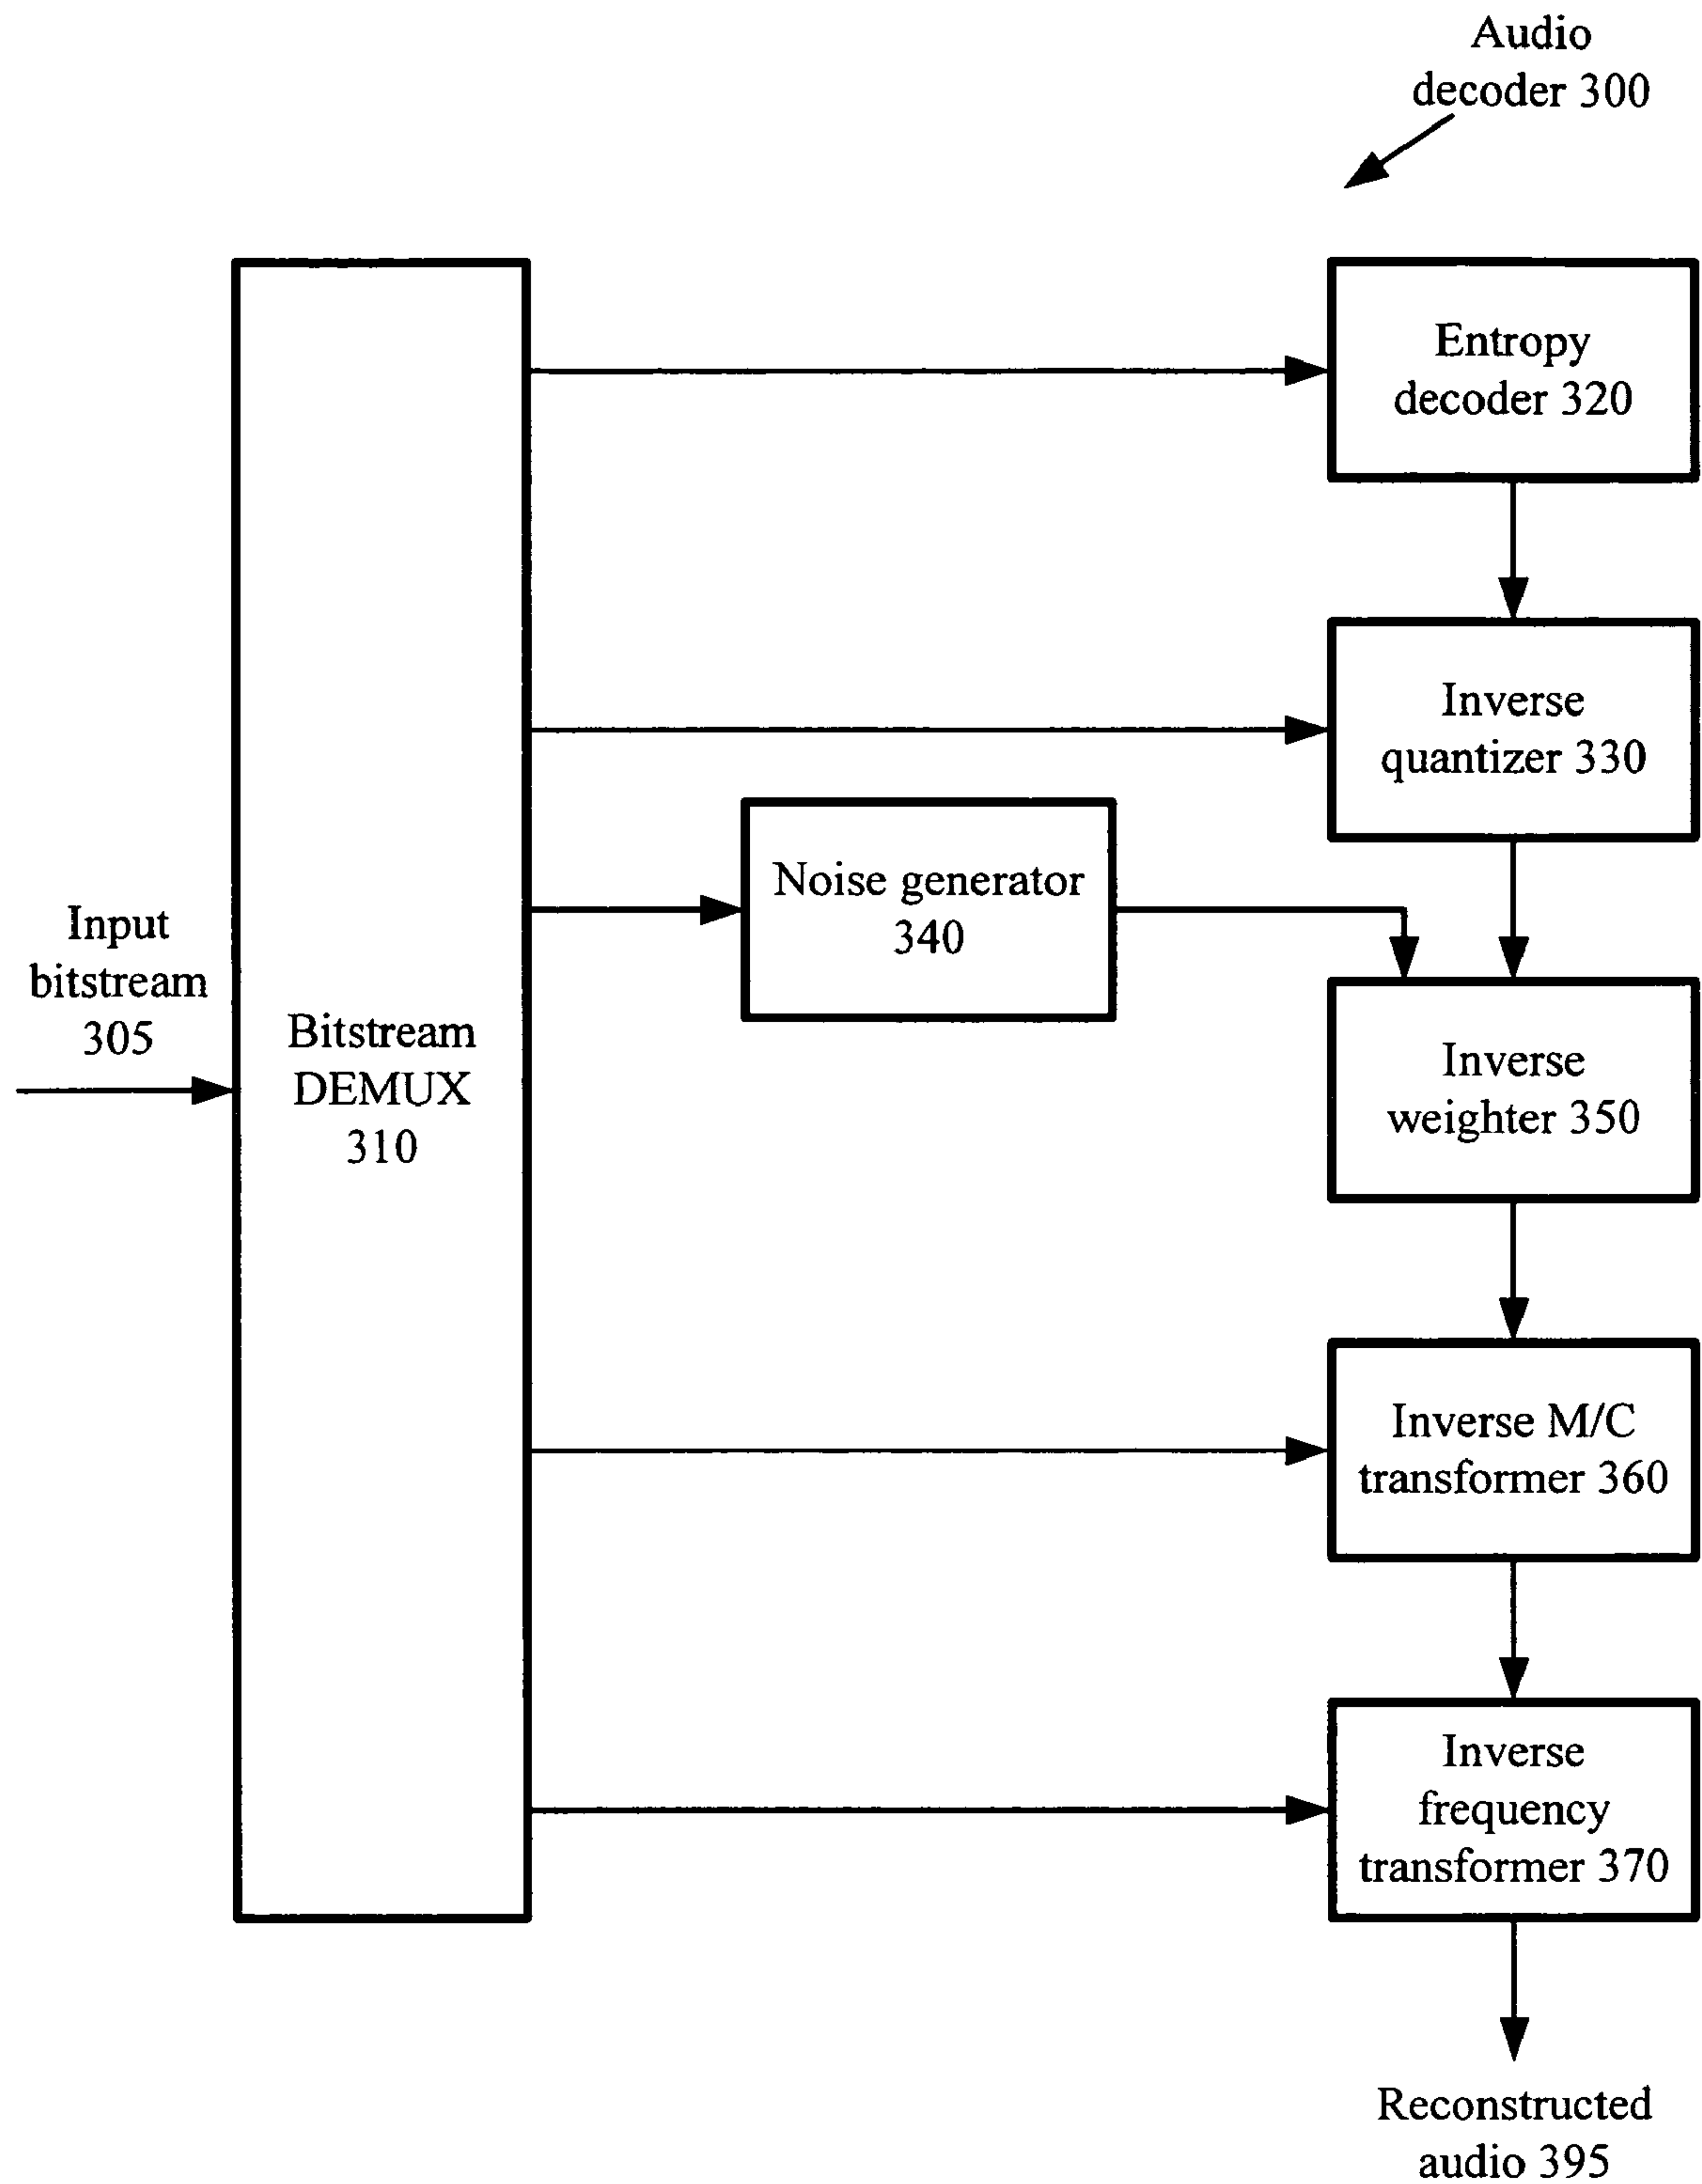 Audio
decoder 300
Entropy
decoder 320
Inverse
quantizer 330
Noise generator
340
Input
bitstream
305
Bitstream
DEMUX
310
Inverse
weighter 350
Inverse M/C
transformer 360
Inverse
frequency
transformer 370
Reconstructed
audio 395